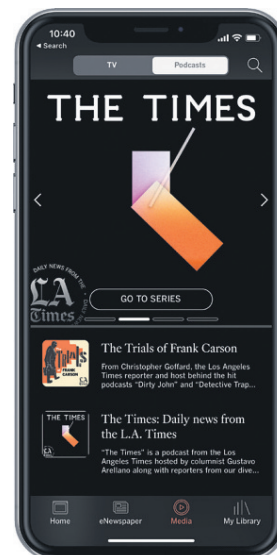 10:40
◀ Search
TV
Podcasts
THE TIMES
DAILY NEWS FROM THE
LA
Times
GO TO SERIES
TRIALS
FRANK
CARSON
The Trials of Frank Carson
From Christopher Goffard, the Los Angeles
Times reporter and host behind the hit
podcasts “Dirty John” and “Detective Trap...
THE TIMES
The Times: Daily news from
the L.A. Times
“The Times” is a podcast from the Los
Angeles Times hosted by columnist Gustavo
Arellano along with reporters from our dive...
Home
eNewspaper
Media
My Library